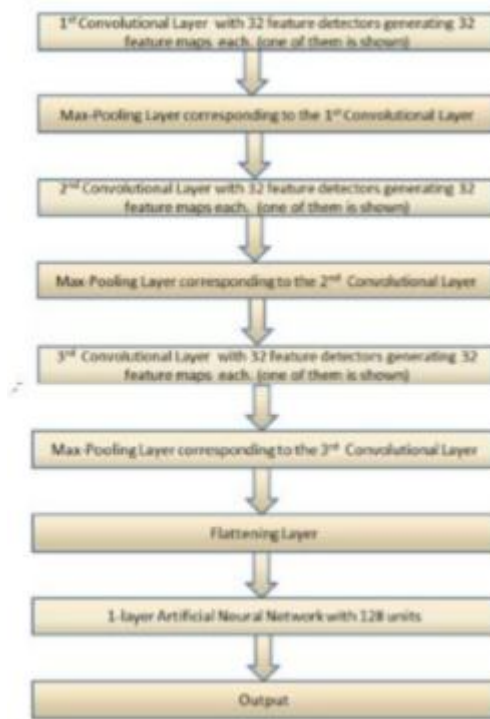 1st Convolutional Layer with 32 feature detectors generating 32
feature maps each. (one of them is shown)
Max-Pooling Layer corresponding to the 1st Convolutional Layer
2nd Convolutional Layer with 32 feature detectors generating 32
feature maps each. (one of them is shown)
Max-Pooling Layer corresponding to the 2nd Convolutional Layer
3rd Convolutional Layer with 32 feature detectors generating 32
feature maps each. (one of them is shown)
Max-Pooling Layer corresponding to the 3rd Convolutional Layer
Flattening Layer
1-layer Artificial Neural Network with 128 units
Output